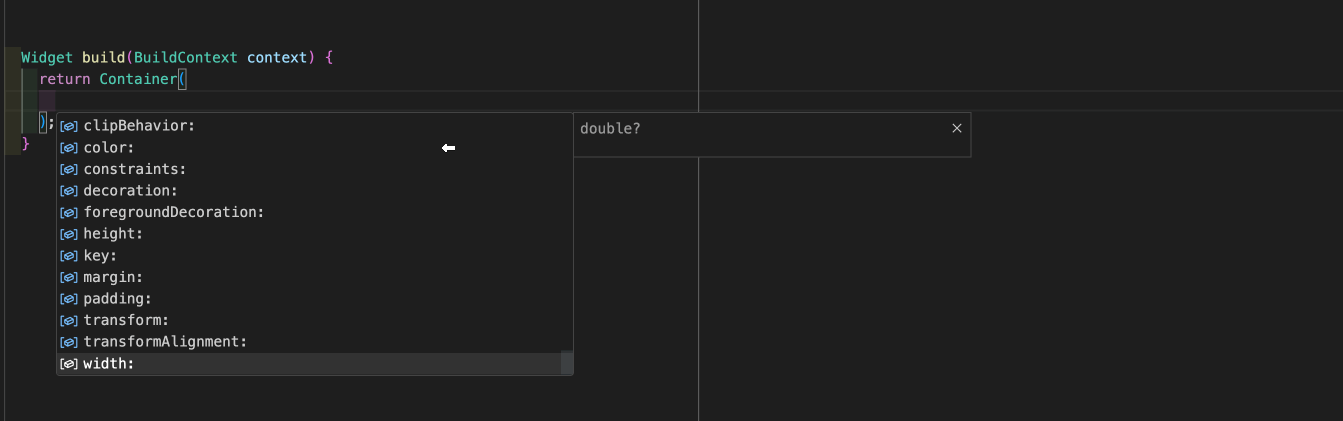 Widget build(BuildContext context) {
return Container(
);
}
clipBehavior:
color:
constraints:
decoration:
foregroundDecoration:
height:
key:
margin:
padding:
transform:
transformAlignment:
width:
double?